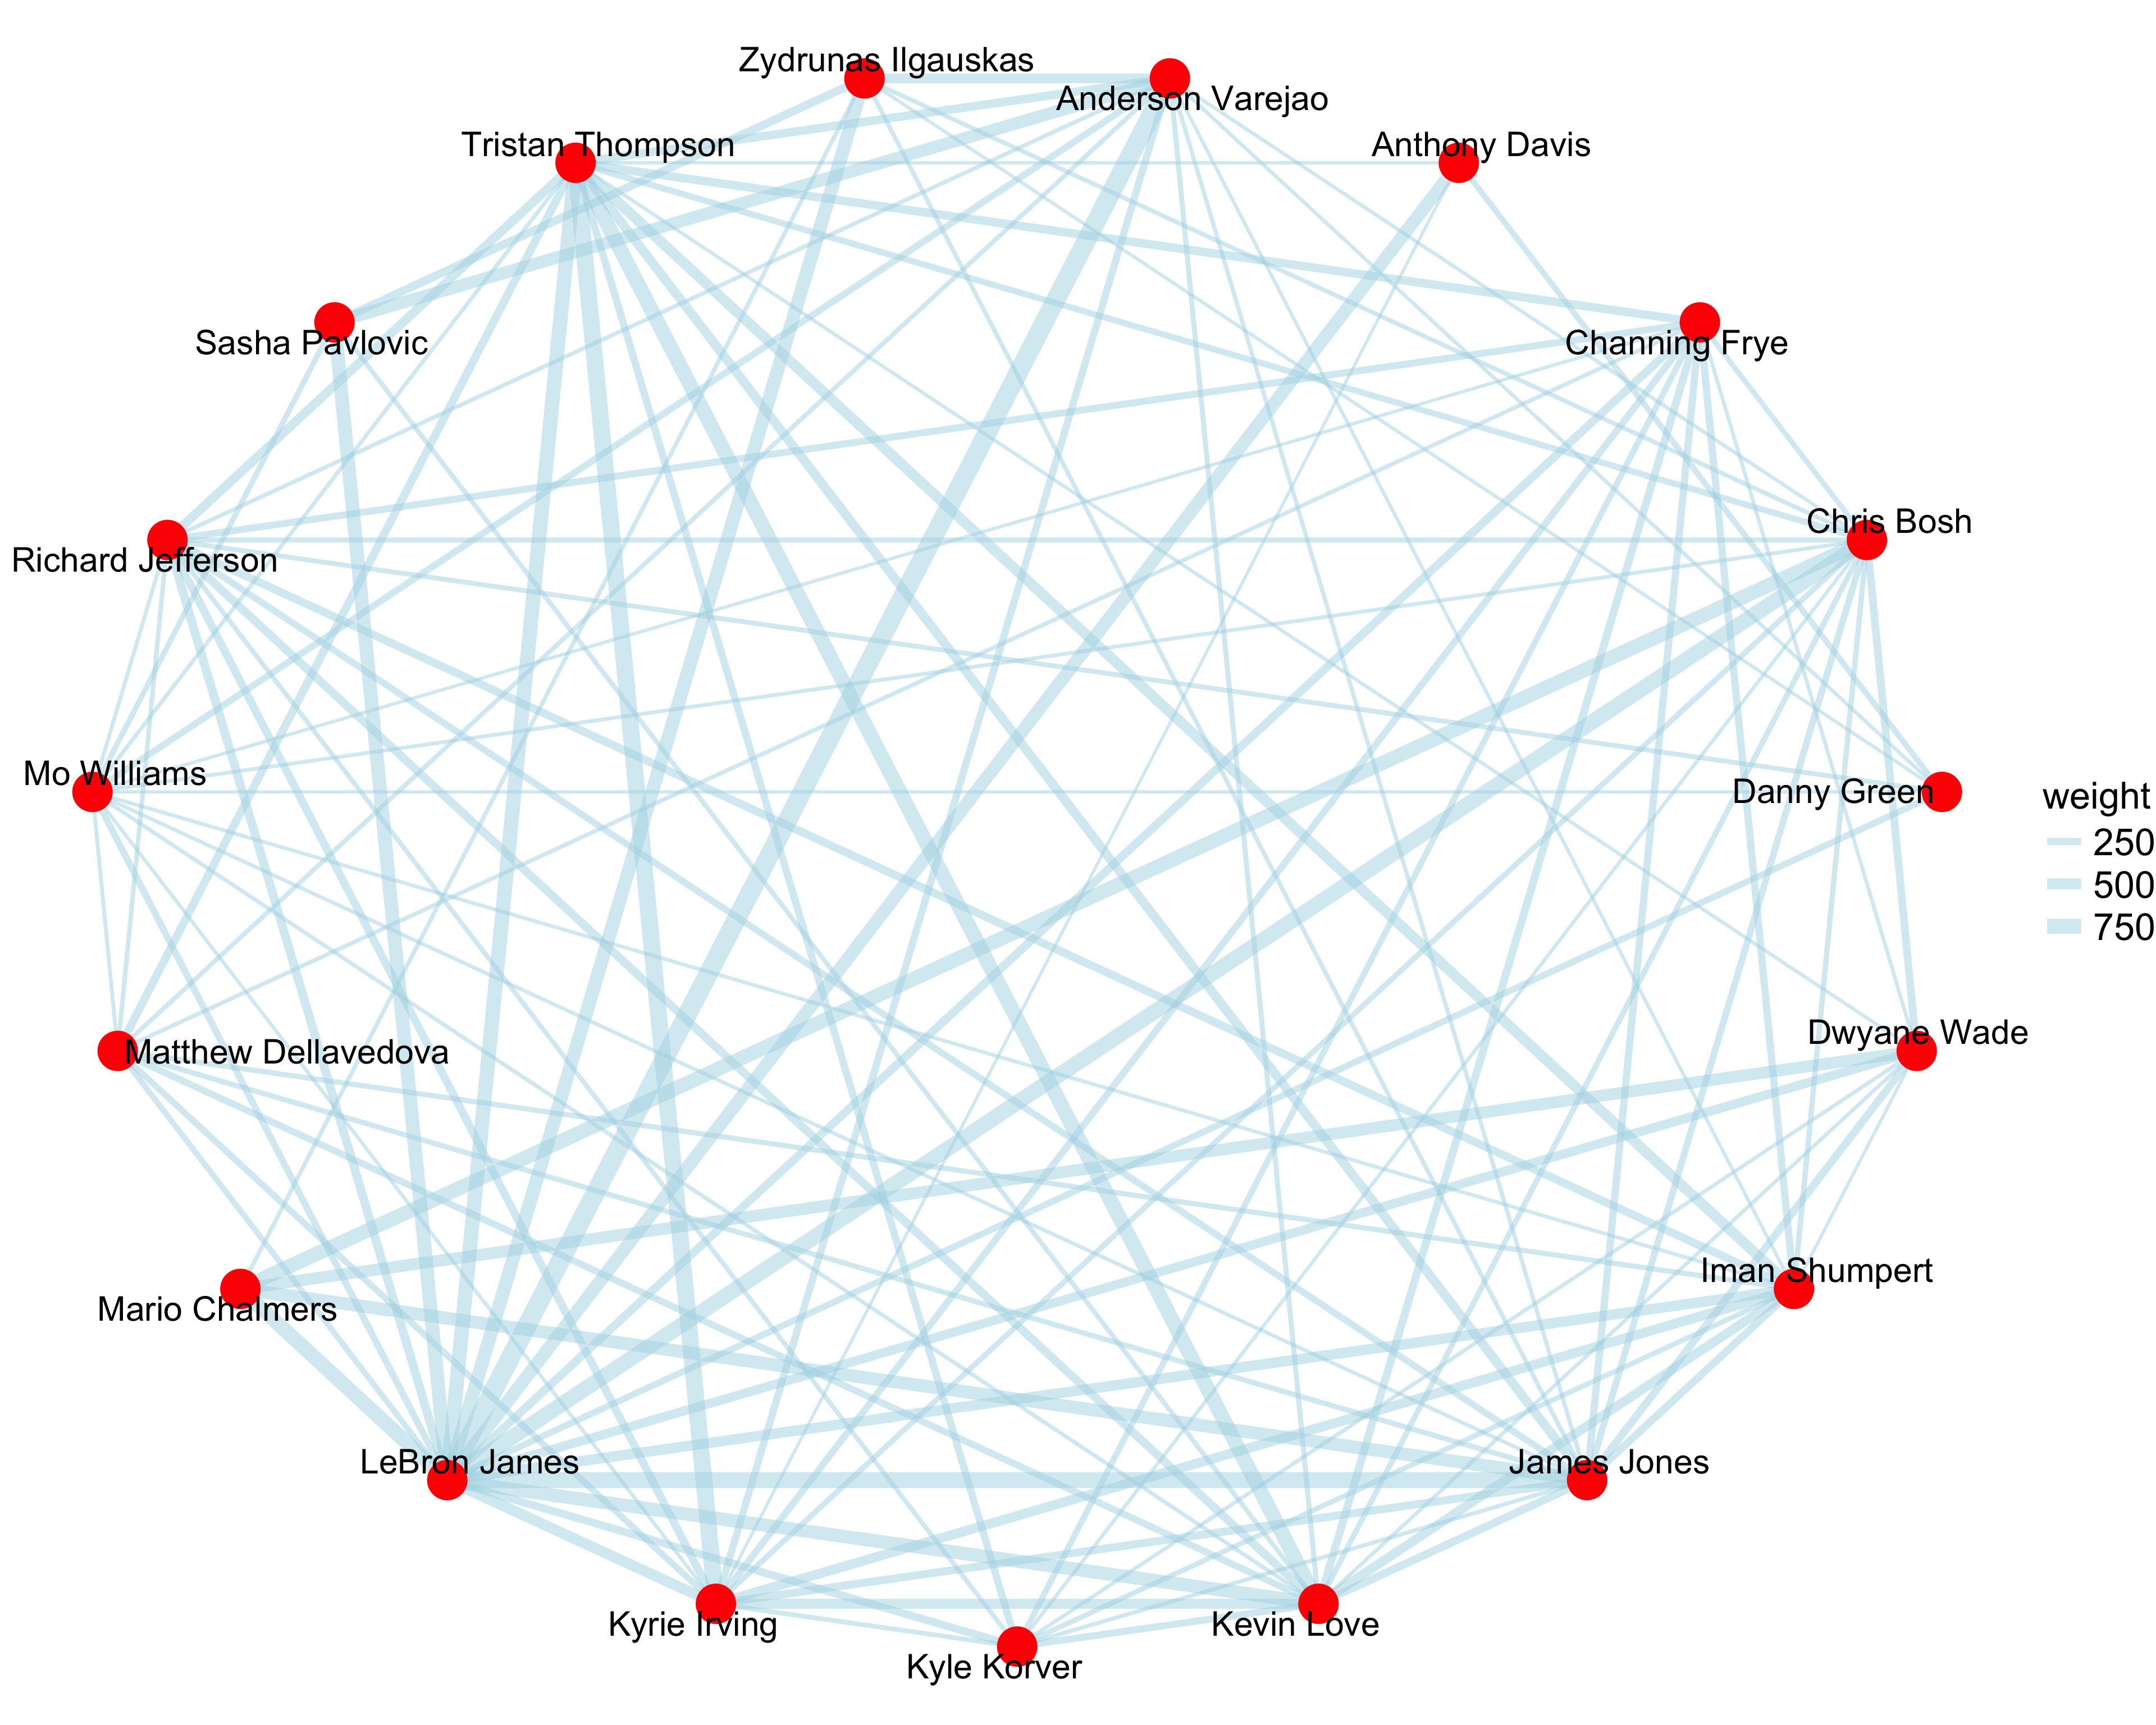 Zydrunas Ilgauskas
Anderson Varejao
Tristan Thompson
Anthony Davis
Sasha Pavlovic
Channing Frye
Chris Bosh
Richard Jefferson
Mo Williams
Danny Green
weight
250
500
750
Dwyane Wade
Matthew Dellavedova
Iman Shumpert
Mario Chalmers
LeBron James
James Jones
Kyrie Irving
Kevin Love
Kyle Korver